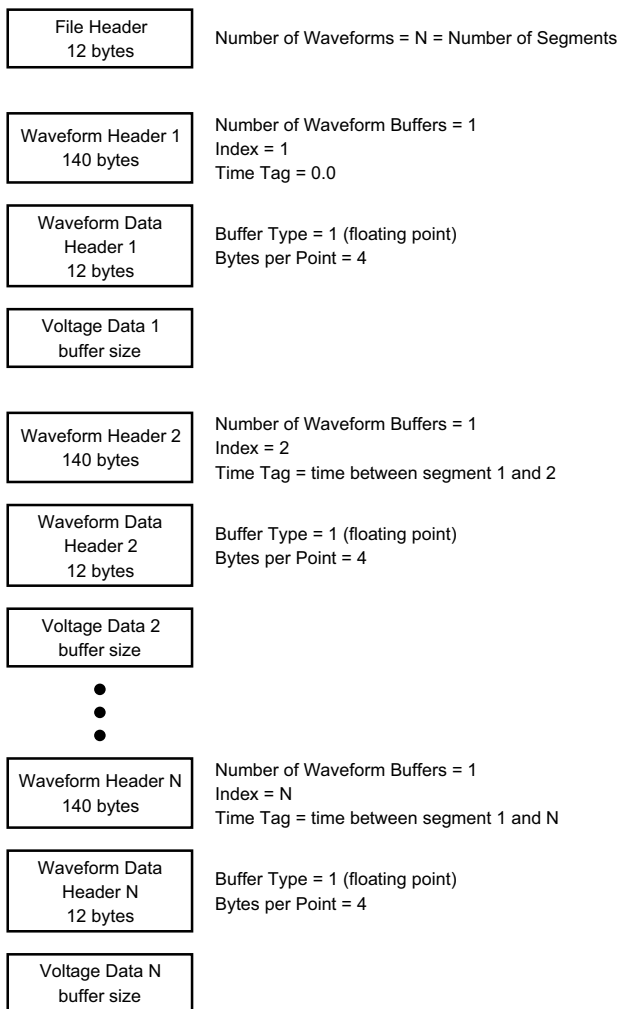 File Header
12 bytes
Number of Waveforms = N = Number of Segments
Waveform Header 1
140 bytes
Number of Waveform Buffers = 1
Index = 1
Time Tag = 0.0
Waveform Data
Header 1
12 bytes
Buffer Type = 1 (floating point)
Bytes per Point = 4
Voltage Data 1
buffer size
Waveform Header 2
140 bytes
Number of Waveform Buffers = 1
Index = 2
Time Tag = time between segment 1 and 2
Waveform Data
Header 2
12 bytes
Buffer Type = 1 (floating point)
Bytes per Point = 4
Voltage Data 2
buffer size
Waveform Header N
140 bytes
Number of Waveform Buffers = 1
Index = N
Time Tag = time between segment 1 and N
Waveform Data
Header N
12 bytes
Buffer Type = 1 (floating point)
Bytes per Point = 4
Voltage Data N
buffer size